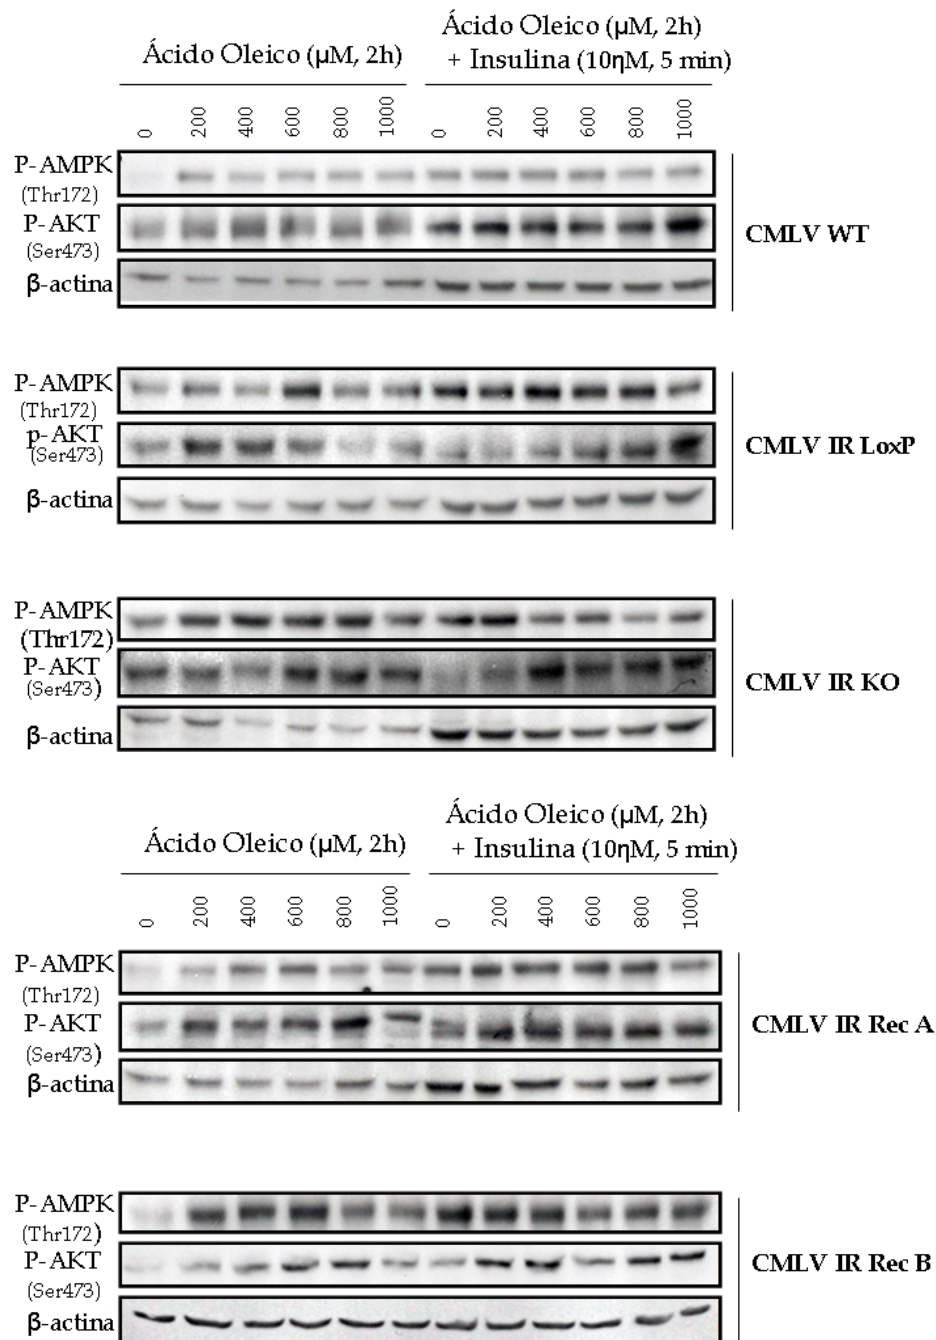 Ácido Oleico (µM, 2h)
Ácido Oleico (µM, 2h)
+ Insulina (10ηM, 5 min)
0 200 400 600 800 1000 0 200 400 600 800 1000
P-AMPK
(Thr172)
P-AKT
(Ser473)
β-actina
CMLV WT
P-AMPK
(Thr172)
p-AKT
(Ser473)
β-actina
CMLV IR LoxP
P-AMPK
(Thr172)
P-AKT
(Ser473)
β-actina
CMLV IR KO
Ácido Oleico (µM, 2h)
Ácido Oleico (µM, 2h)
+ Insulina (10ηM, 5 min)
0 200 400 600 800 1000 0 200 400 600 800 1000
P-AMPK
(Thr172)
P-AKT
(Ser473)
β-actina
CMLV IR Rec A
P-AMPK
(Thr172)
P-AKT
(Ser473)
β-actina
CMLV IR Rec B